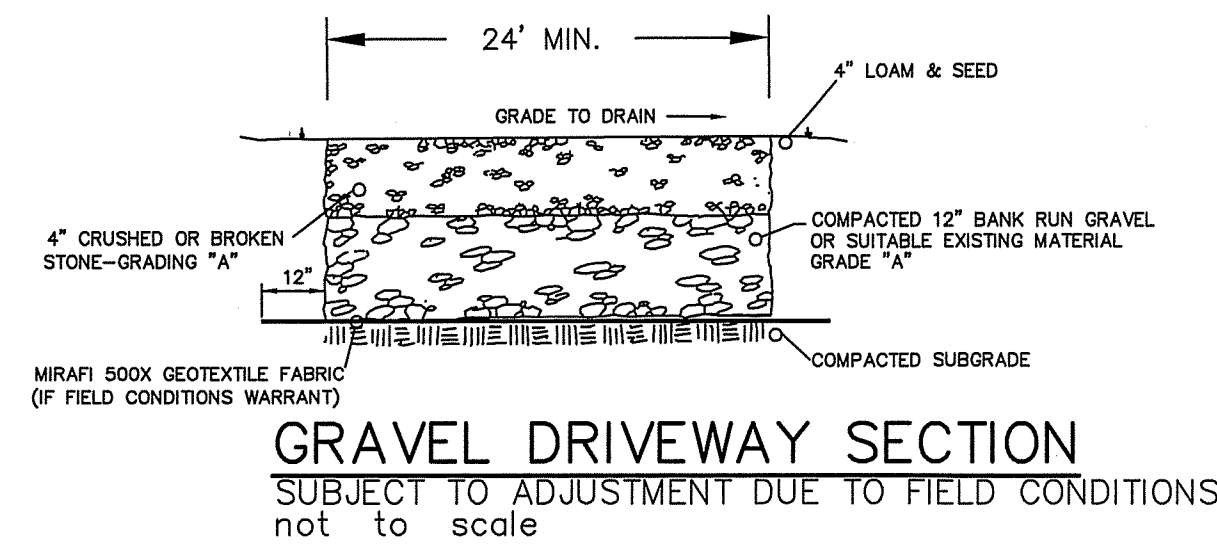 24' MIN.
4" LOAM & SEED
GRADE TO DRAIN
4" CRUSHED OR BROKEN
STONE-GRADING "A"
COMPACTED 12" BANK RUN GRAVEL
OR SUITABLE EXISTING MATERIAL
GRADE "A"
12"
MIRAFI 500X GEOTEXTILE FABRIC
(IF FIELD CONDITIONS WARRANT)
COMPACTED SUBGRADE
GRAVEL DRIVEWAY SECTION
SUBJECT TO ADJUSTMENT DUE TO FIELD CONDITIONS
not to scale